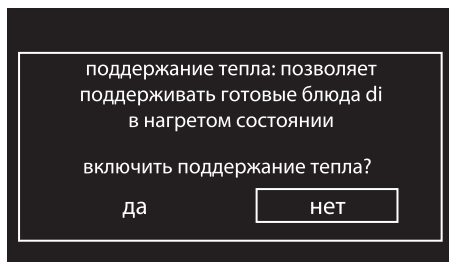 поддержание тепла: позволяет
поддерживать готовые блюда di
в нагретом состоянии
включить поддержание тепла?
да нет